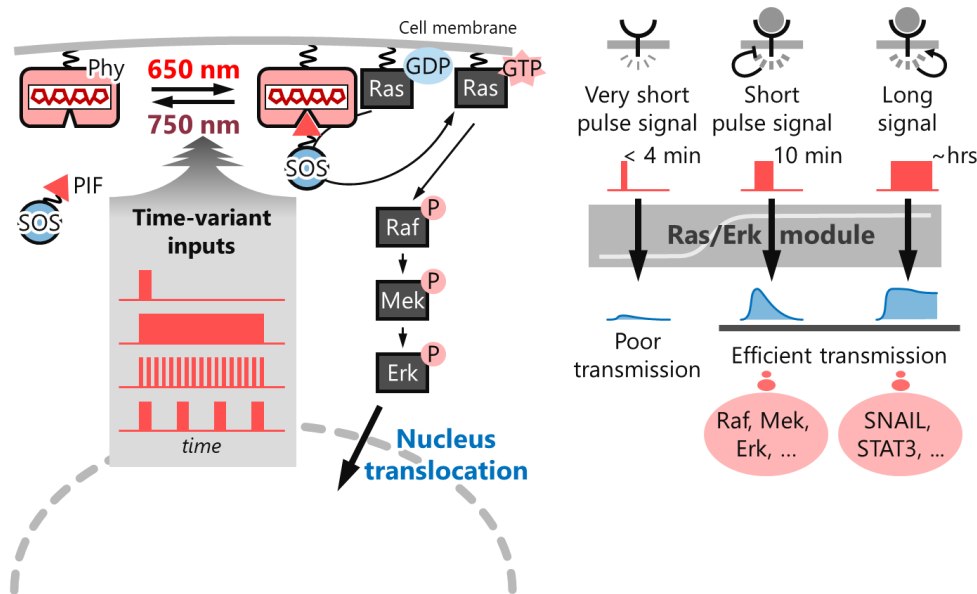 Cell membrane
Phy
650 nm
750 nm
Ras
GDP
Ras
GTP
SOS
PIF
SOS
Time-variant
inputs
time
Raf
P
Mek
P
Erk
P
Nucleus
translocation
Very short
pulse signal
< 4 min
Short
pulse signal
10 min
Long
signal
~hrs
Ras/Erk module
Poor
transmission
Efficient transmission
Raf, Mek,
Erk, ...
SNAIL,
STAT3, ...